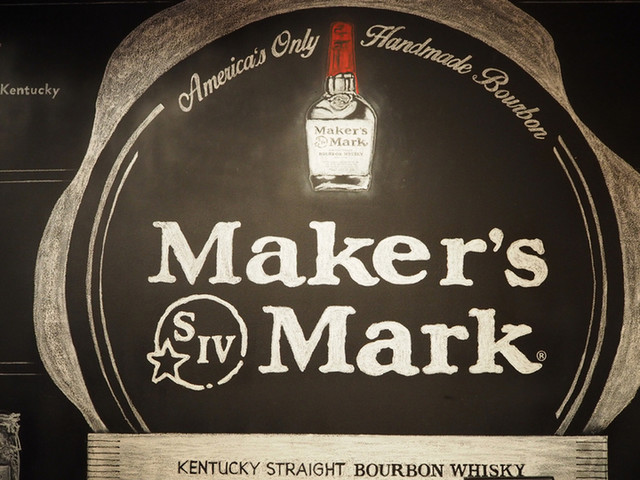 America's Only Handmade Bourbon
Kentucky
Maker's
Mark
BOURBON WHISKY
Maker's
S IV Mark®
KENTUCKY STRAIGHT BOURBON WHISKY